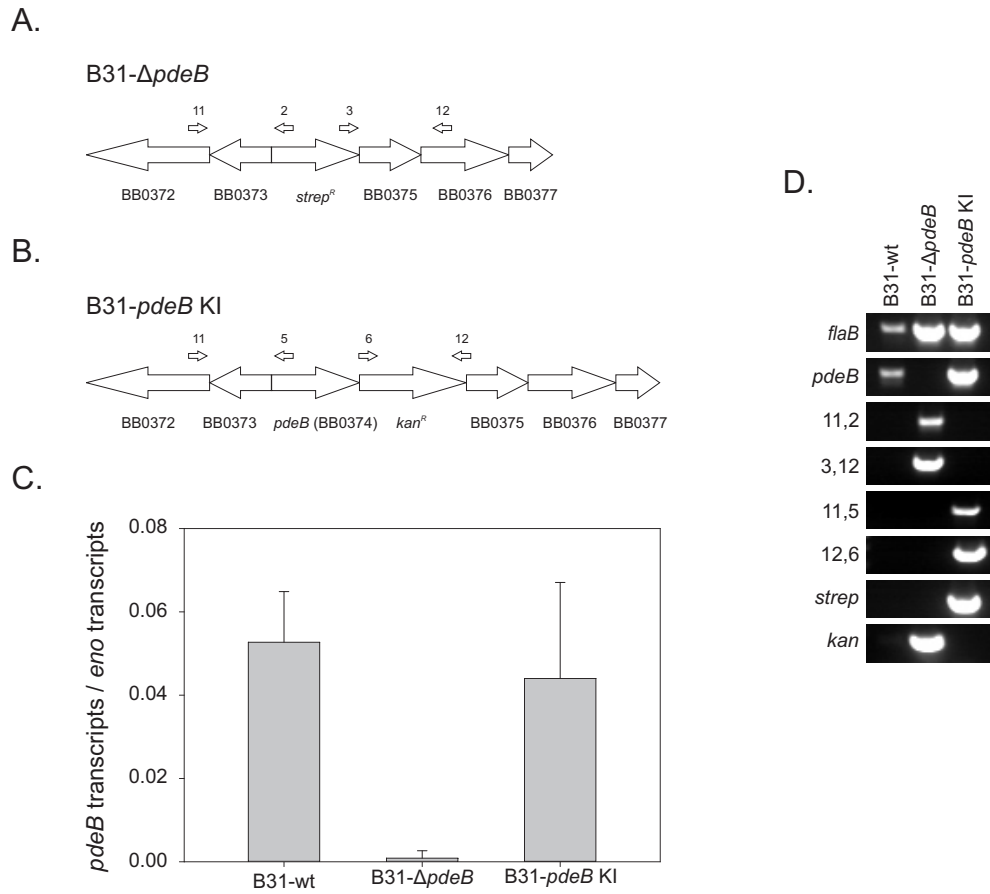 A.
B31-ΔpdeB
11 2 3 12
BB0372 BB0373 strepᴿ BB0375 BB0376 BB0377
B.
B31-pdeB KI
11 5 6 12
BB0372 BB0373 pdeB (BB0374) kanᴿ BB0375 BB0376 BB0377
C.
pdeB transcripts / eno transcripts
0.08
0.06
0.04
0.02
0.00
B31-wt B31-ΔpdeB B31-pdeB KI
D.
B31-wt
B31-ΔpdeB
B31-pdeB KI
flaB
pdeB
11,2
3,12
11,5
12,6
strep
kan